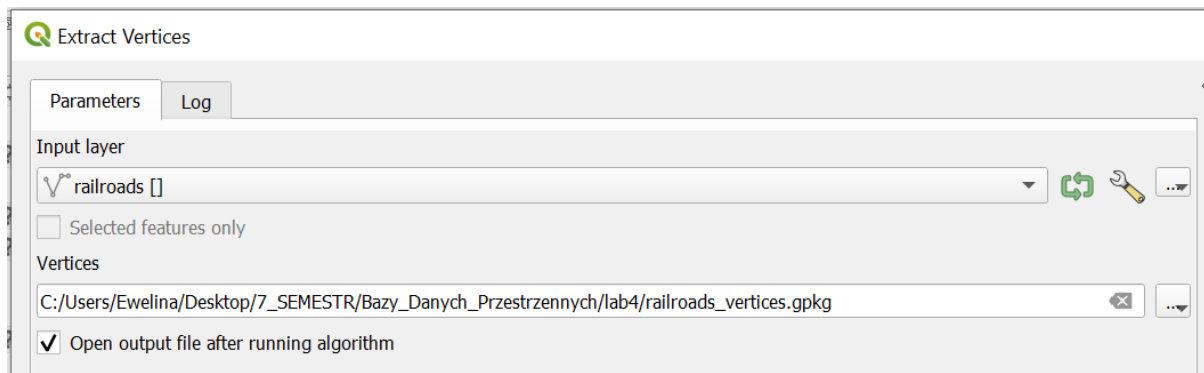 Extract Vertices
Parameters Log
Input layer
railroads []
Selected features only
Vertices
C:/Users/Ewelina/Desktop/7_SEMESTR/Bazy_Danych_Przestrzennych/lab4/railroads_vertices.gpkg
Open output file after running algorithm